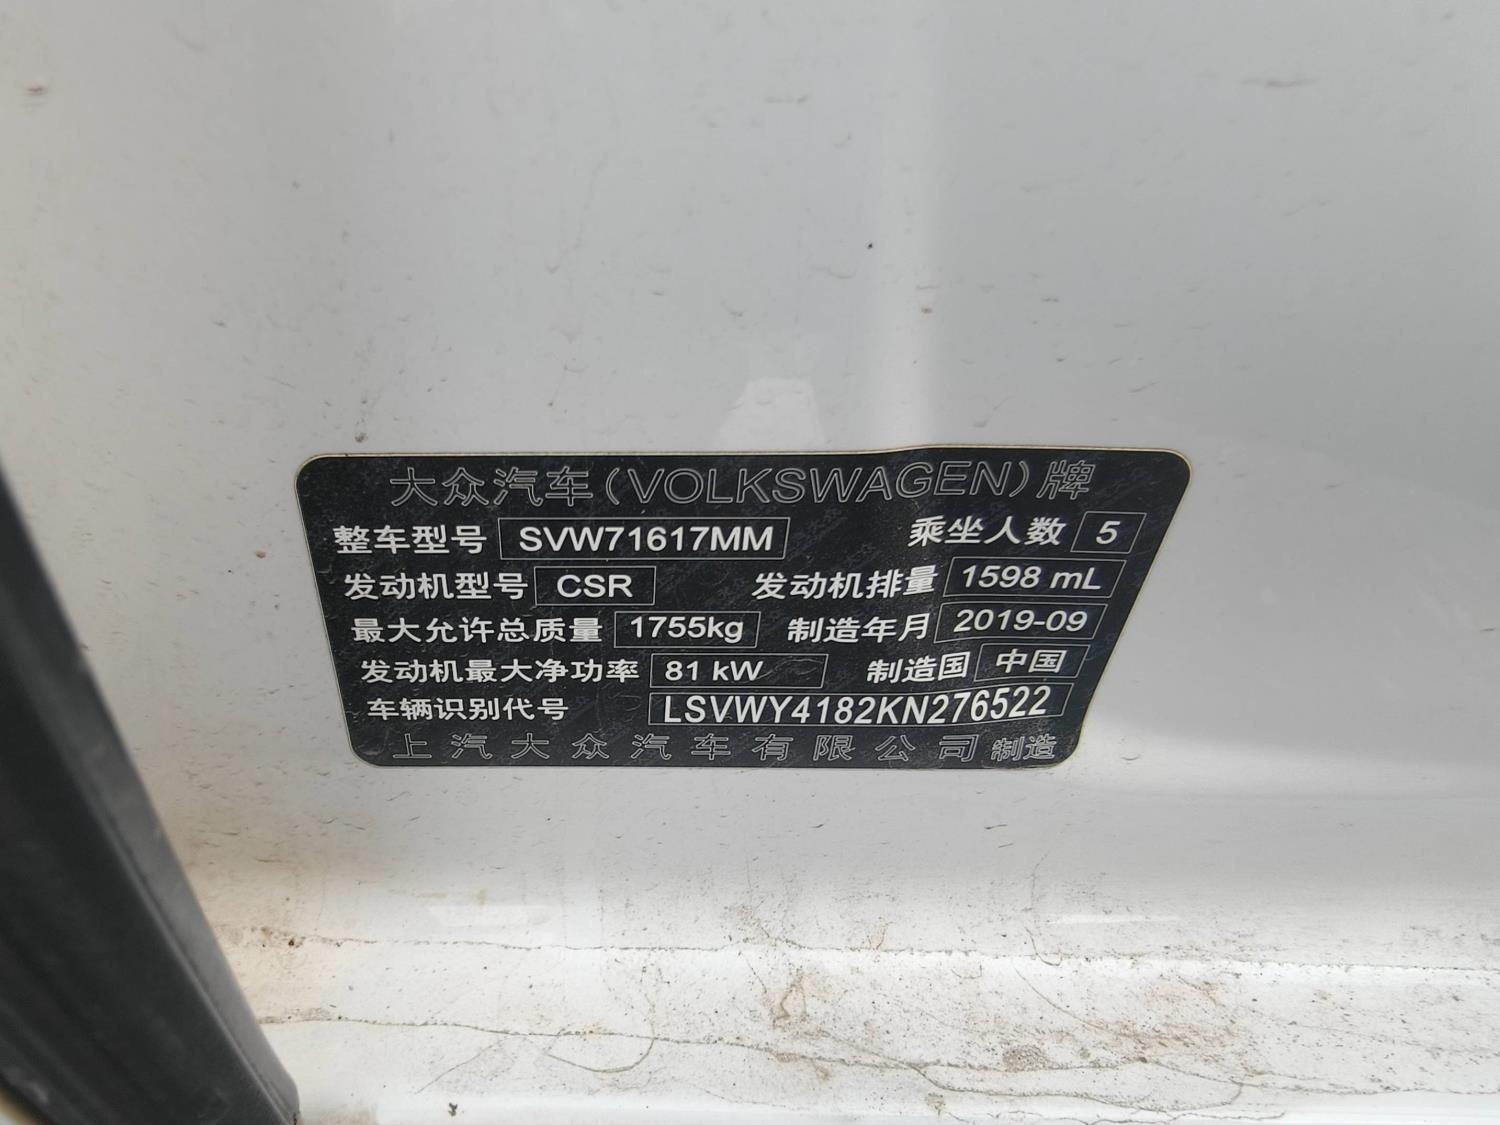 大众汽车(VOLKSWAGEN)牌
整车型号 SVW71617MM 乘坐人数 5
发动机型号 CSR 发动机排量 1598 mL
最大允许总质量 1755kg 制造年月 2019-09
发动机最大净功率 81 kW 制造国 中国
车辆识别代号 LSVWY4182KN276522
上汽大众汽车有限公司 制造